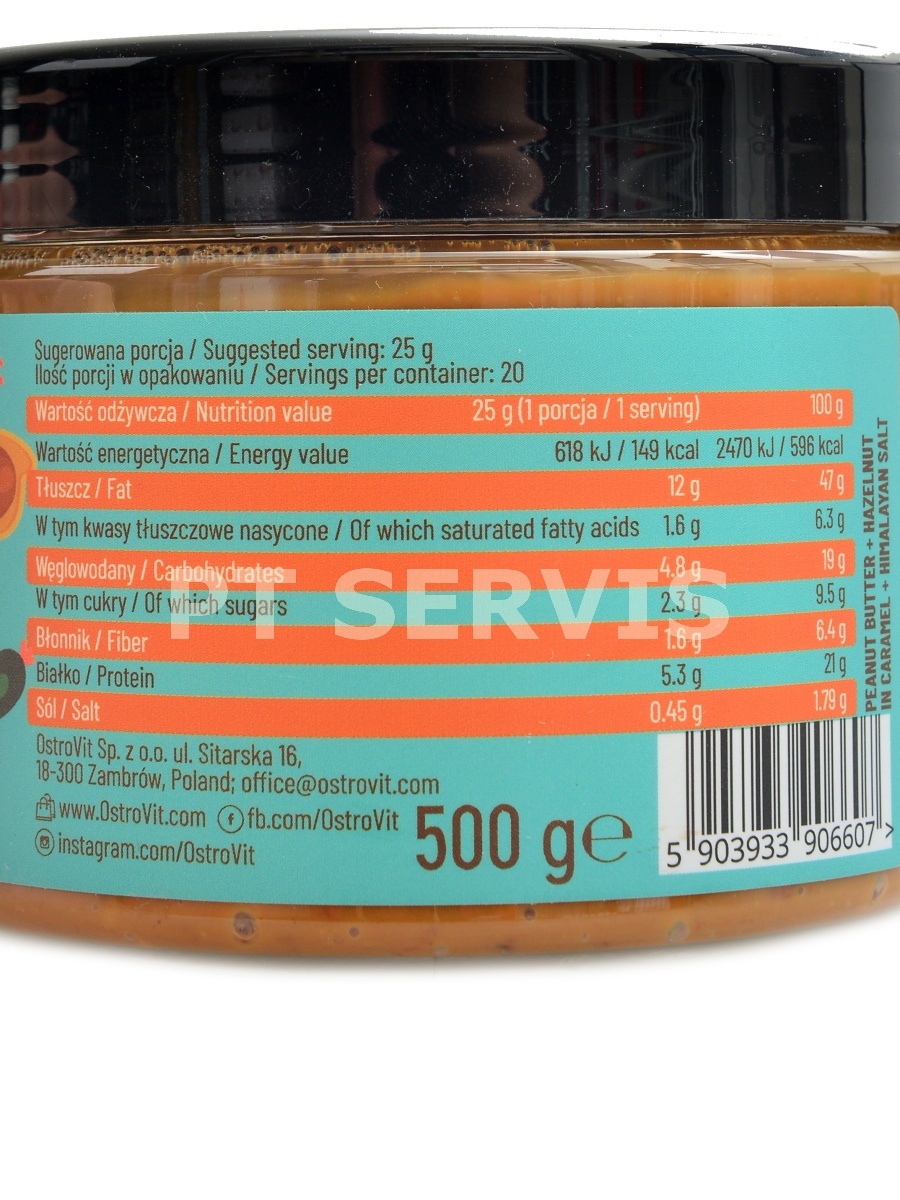 Sugerowana porcja / Suggested serving: 25 g
Ilość porcji w opakowaniu / Servings per container: 20
Wartość odżywcza / Nutrition value 25 g (1 porcja / 1 serving) 100 g
Wartość energetyczna / Energy value 618 kJ / 149 kcal 2470 kJ / 596 kcal
Tłuszcz / Fat 12 g 47 g
W tym kwasy tłuszczowe nasycone / Of which saturated fatty acids 1.6 g 6.3 g
Węglowodany / Carbohydrates 4.8 g 19 g
W tym cukry / Of which sugars 2.3 g 9.5 g
Błonnik / Fiber 1.6 g 6.4 g
Białko / Protein 5.3 g 21 g
Sól / Salt 0.45 g 1.79 g
PT SERVIS
PEANUT BUTTER + HAZELNUT
IN CARAMEL + HIMALAYAN SALT
OstroVit Sp. z o.o. ul. Sitarska 16,
18-300 Zambrów, Poland; office@ostrovit.com
www.OstroVit.com fb.com/OstroVit
instagram.com/OstroVit
500 g e
5 903933 906607 >